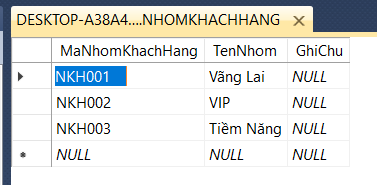 DESKTOP-A38A4....NHOMKHACHHANG
MaNhomKhachHang TenNhom GhiChu
NKH001 Vãng Lai NULL
NKH002 VIP NULL
NKH003 Tiềm Năng NULL
NULL NULL NULL